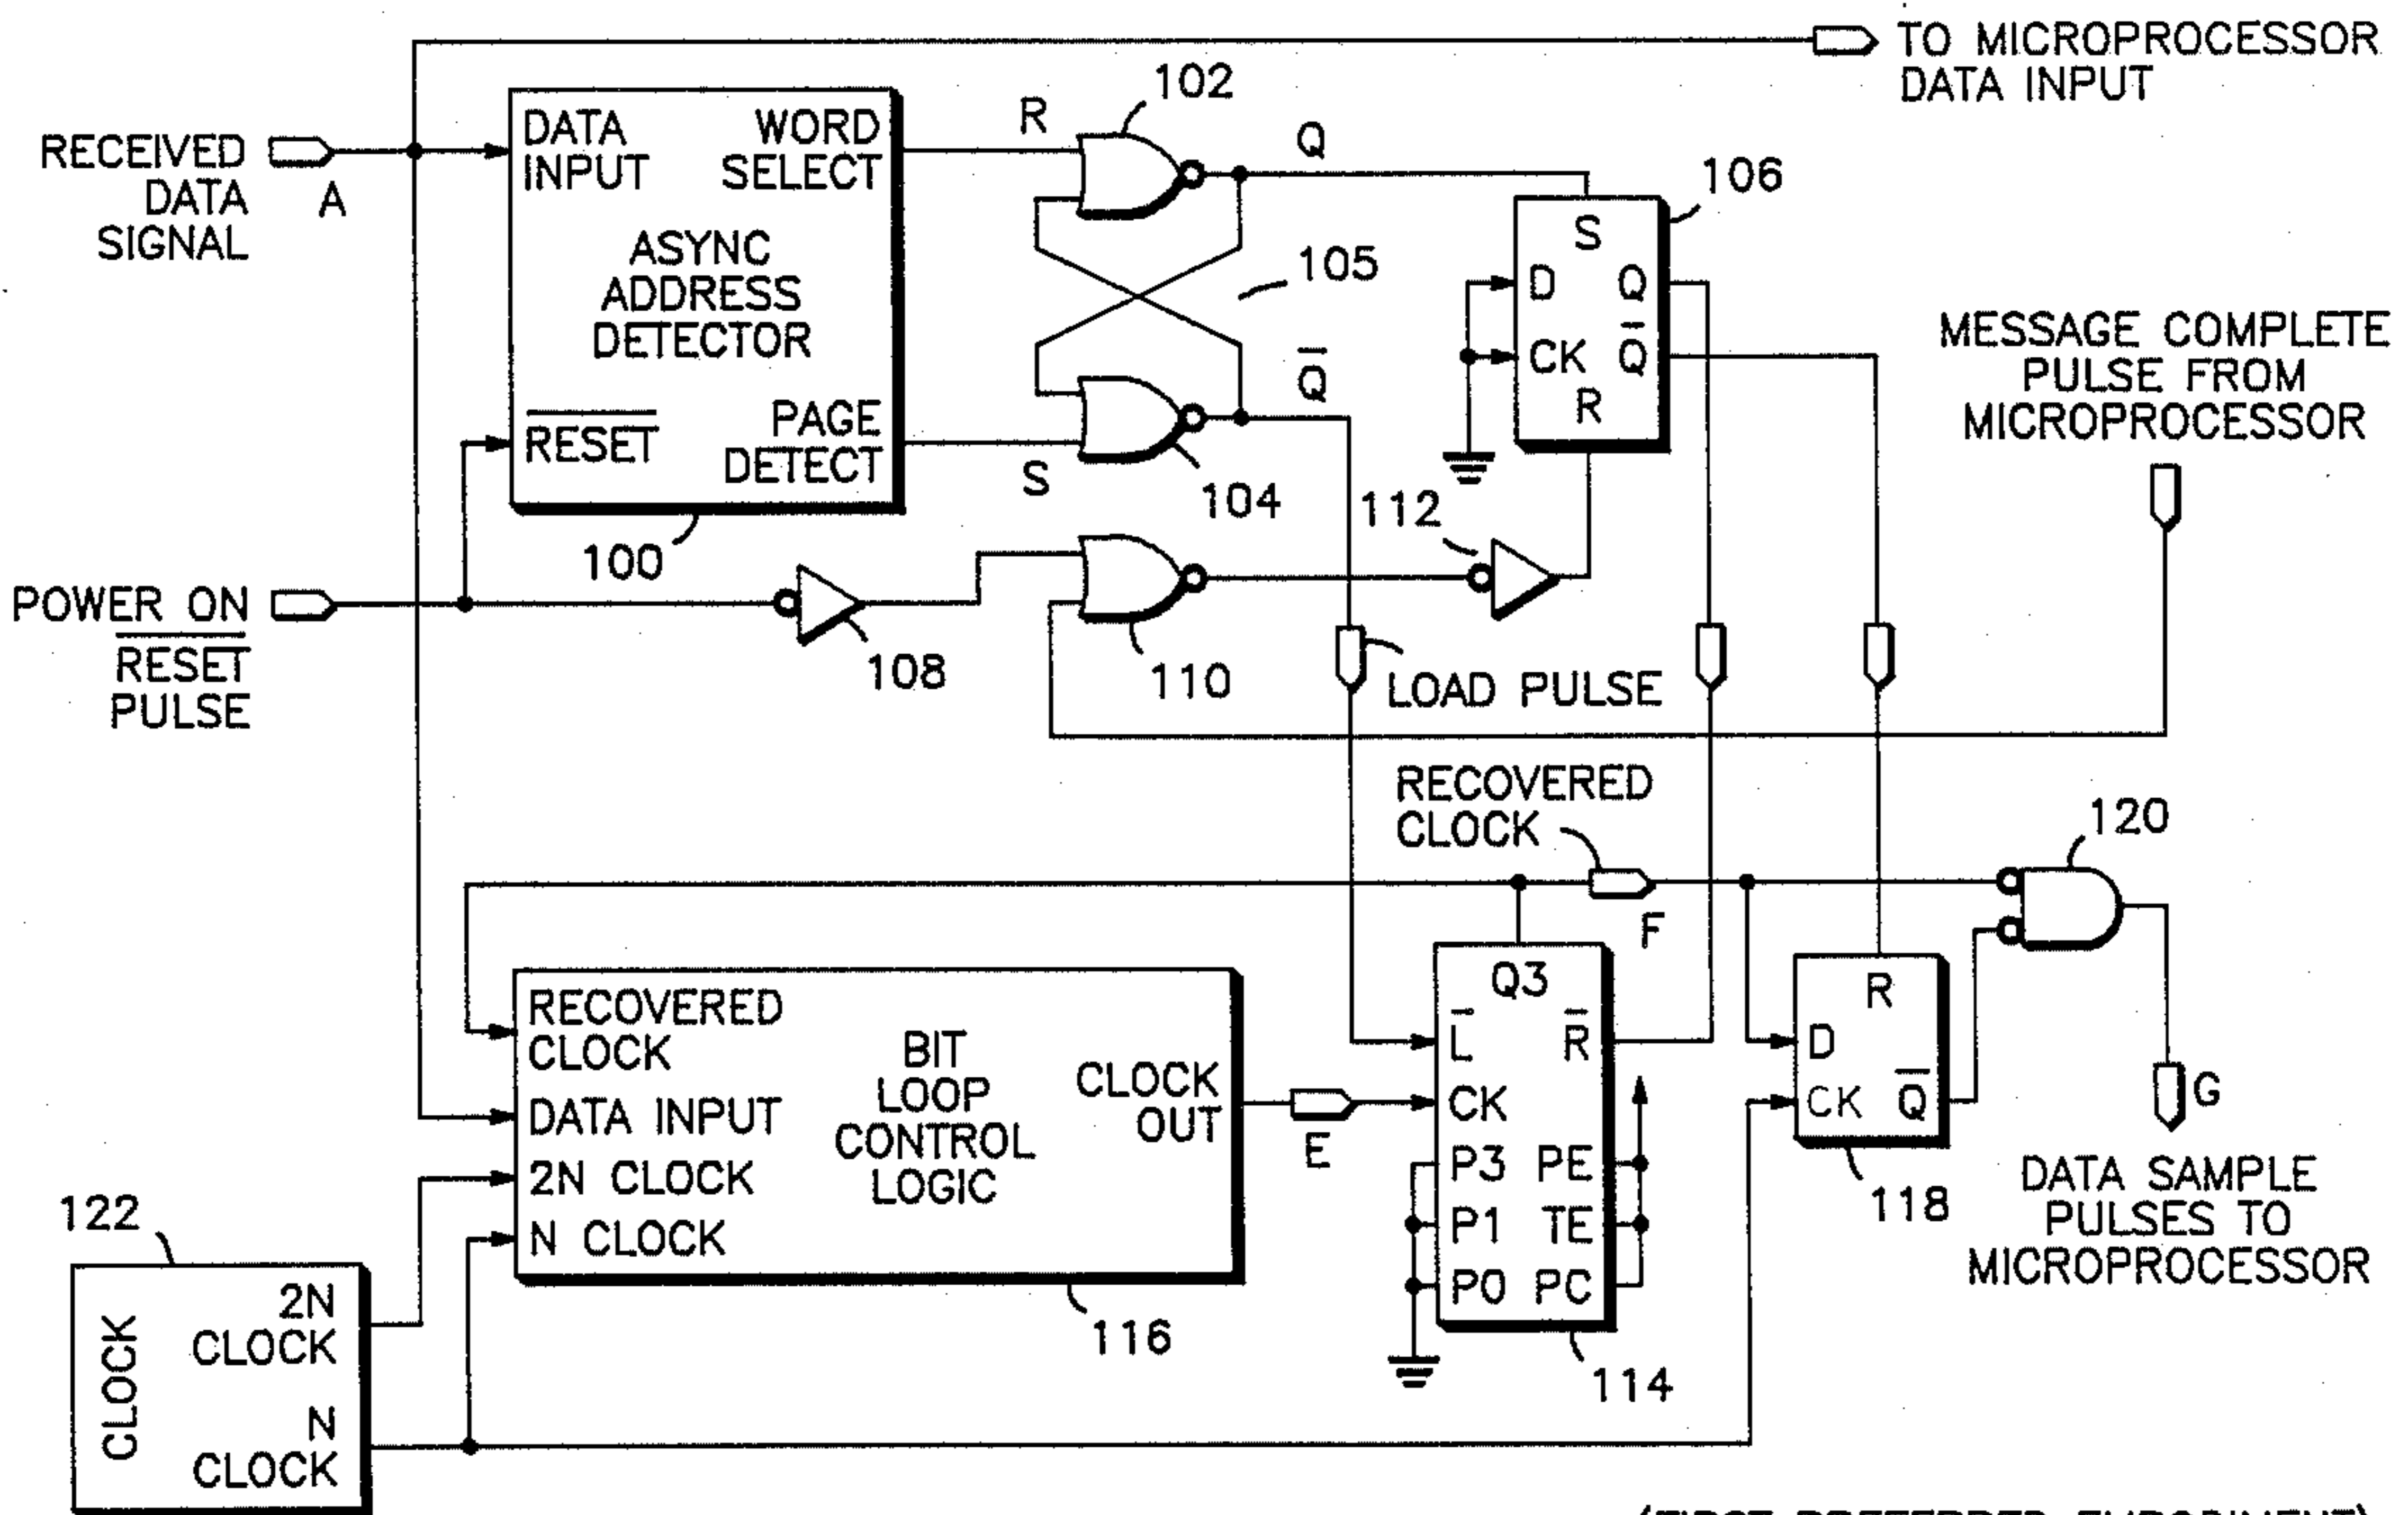 TO MICROPROCESSOR
DATA INPUT
RECEIVED
DATA
SIGNAL
A
DATA
INPUT
WORD
SELECT
ASYNC
ADDRESS
DETECTOR
RESET
PAGE
DETECT
100
R
102
Q
105
Q
S
104
106
S
D Q
CK Q
R
MESSAGE COMPLETE
PULSE FROM
MICROPROCESSOR
POWER ON
RESET
PULSE
108
110
112
LOAD PULSE
RECOVERED
CLOCK
F
120
RECOVERED
CLOCK
DATA INPUT
2N CLOCK
N CLOCK
BIT
LOOP
CONTROL
LOGIC
CLOCK
OUT
116
E
Q3
L R
CK
P3 PE
P1 TE
P0 PC
114
R
D
CK Q
118
G
DATA SAMPLE
PULSES TO
MICROPROCESSOR
122
CLOCK
2N
CLOCK
N
CLOCK